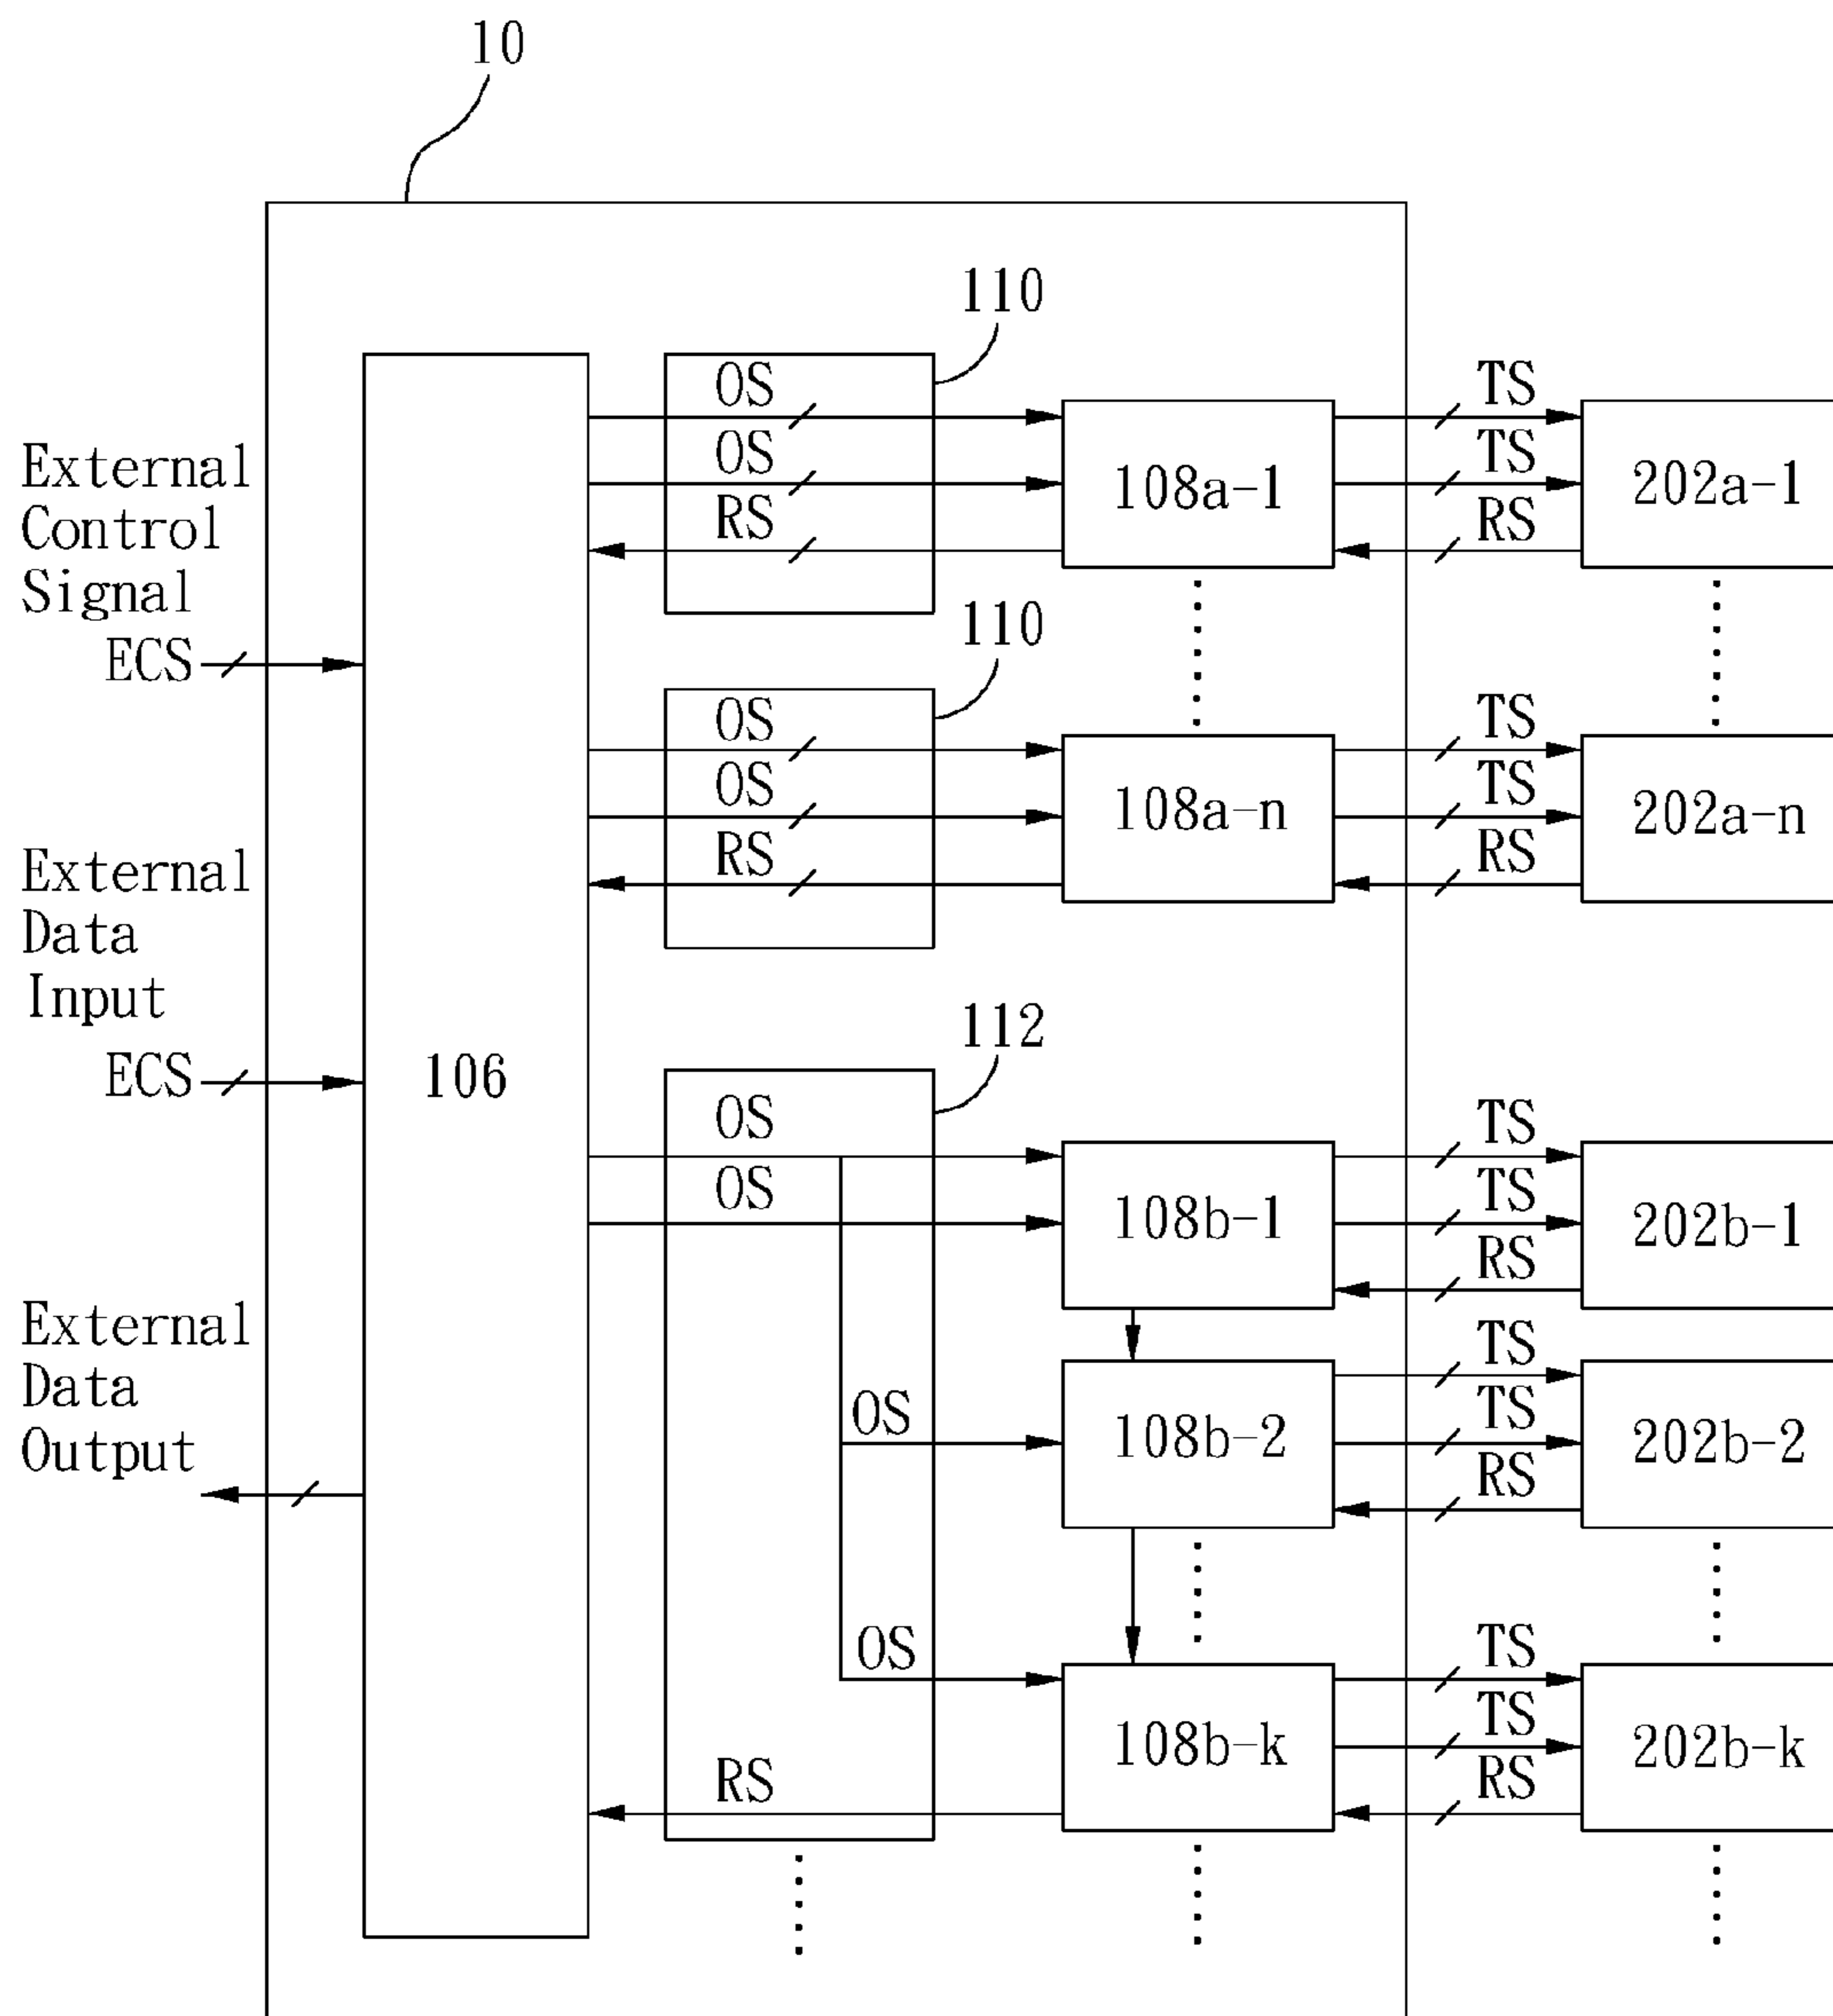 10
110
OS
TS
OS
TS
External
Control
Signal
108a-1
202a-1
RS
RS
110
ECS
OS
TS
OS
TS
108a-n
202a-n
RS
RS
External
Data
Input
112
ECS
106
OS
TS
OS
TS
108b-1
202b-1
RS
External
Data
Output
TS
OS
TS
108b-2
202b-2
RS
OS
TS
TS
108b-k
202b-k
RS
RS